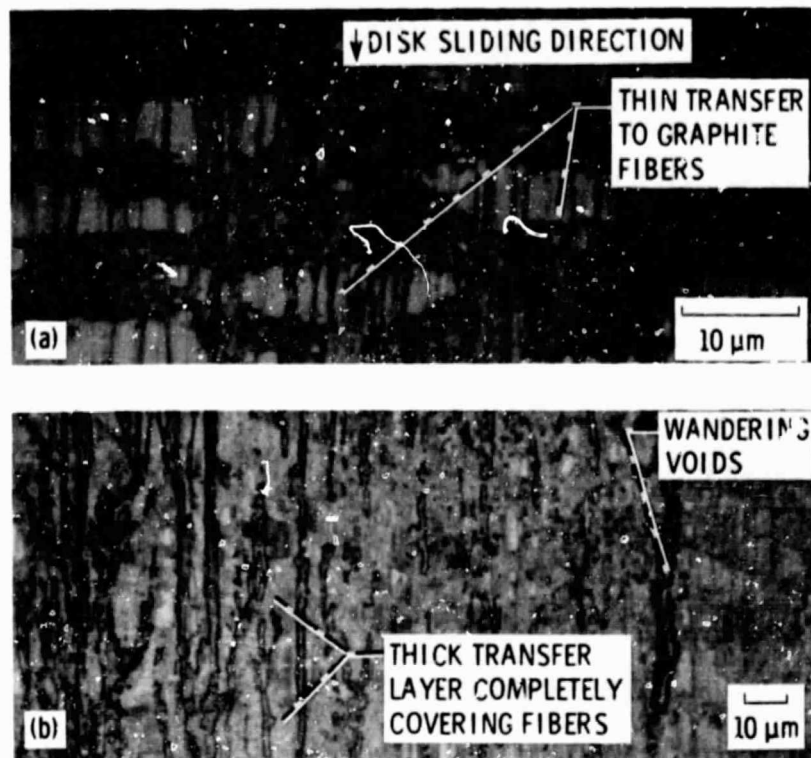 ↓ DISK SLIDING DIRECTION
THIN TRANSFER
TO GRAPHITE
FIBERS
10 µm
(a)
WANDERING
VOIDS
THICK TRANSFER
LAYER COMPLETELY
COVERING FIBERS
10 µm
(b)